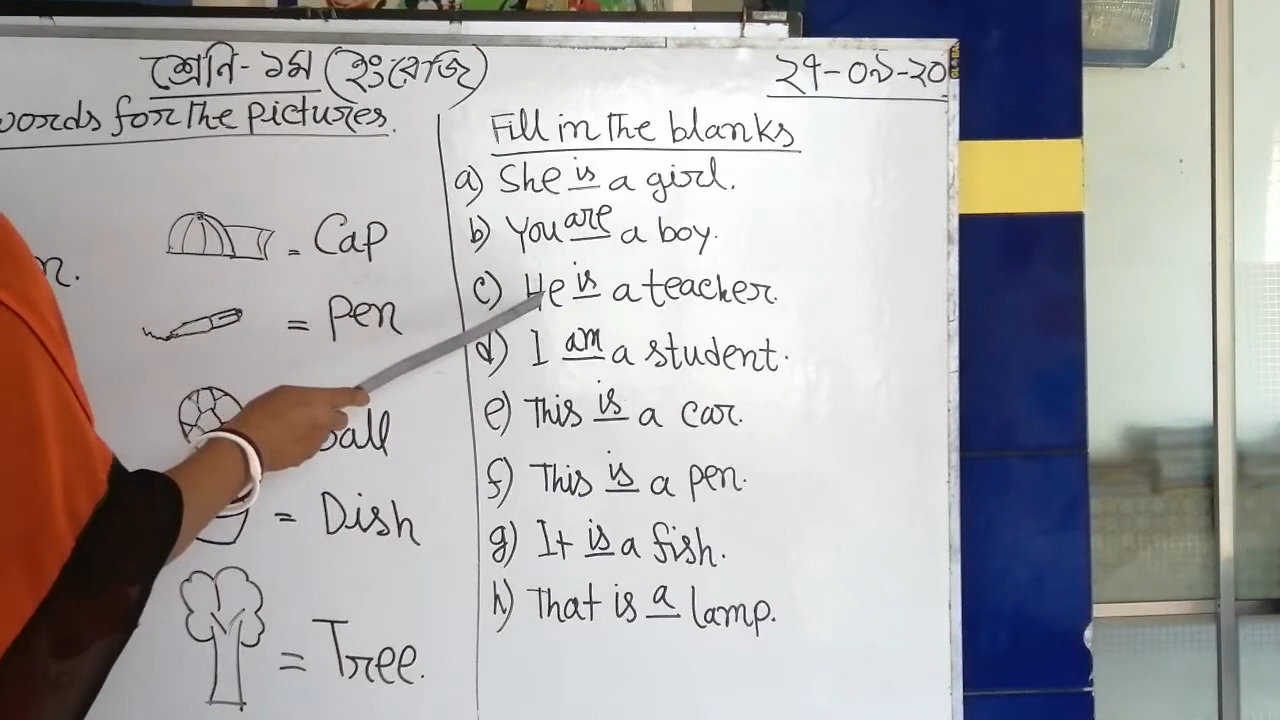 শ্রেনি-১ম (ইংরেজি)
২৭-০৯-২০
words for the pictures.
n.
= Cap
= Pen
Ball
= Dish
= Tree.
Fill in the blanks
a) She is a girl.
b) You are a boy.
c) He is a teacher.
d) I am a student.
e) This is a car.
f) This is a pen.
g) It is a fish.
h) That is a lamp.